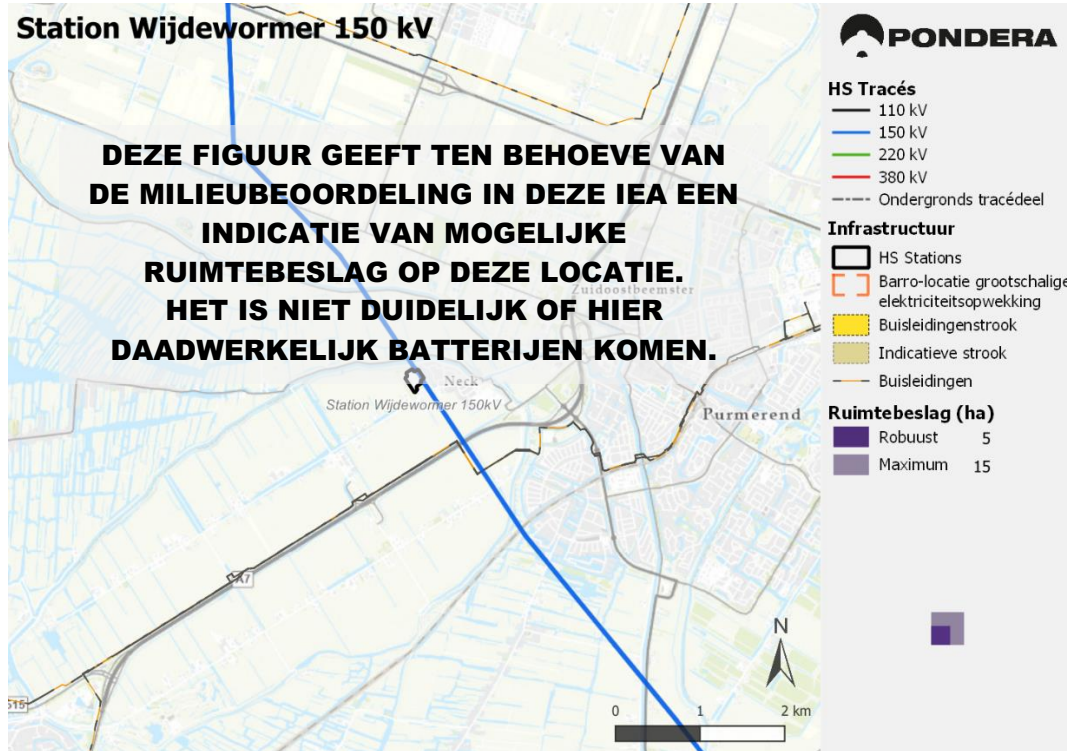 Station Wijdewormer 150 kV
DEZE FIGUUR GEEFT TEN BEHOEVE VAN
DE MILIEUBEOORDELING IN DEZE IEA EEN
INDICATIE VAN MOGELIJKE
RUIMTEBESLAG OP DEZE LOCATIE.
HET IS NIET DUIDELIJK OF HIER
DAADWERKELIJK BATTERIJEN KOMEN.
Zuidoostbeemster
Neck
Station Wijdewormer 150kV
Purmerend
A7
S15
N
0 1 2 km
PONDERA
HS Tracés
110 kV
150 kV
220 kV
380 kV
Ondergronds tracédeel
Infrastructuur
HS Stations
Barro-locatie grootschalige
elektriciteitsopwekking
Buisleidingenstrook
Indicatieve strook
Buisleidingen
Ruimtebeslag (ha)
Robuust 5
Maximum 15